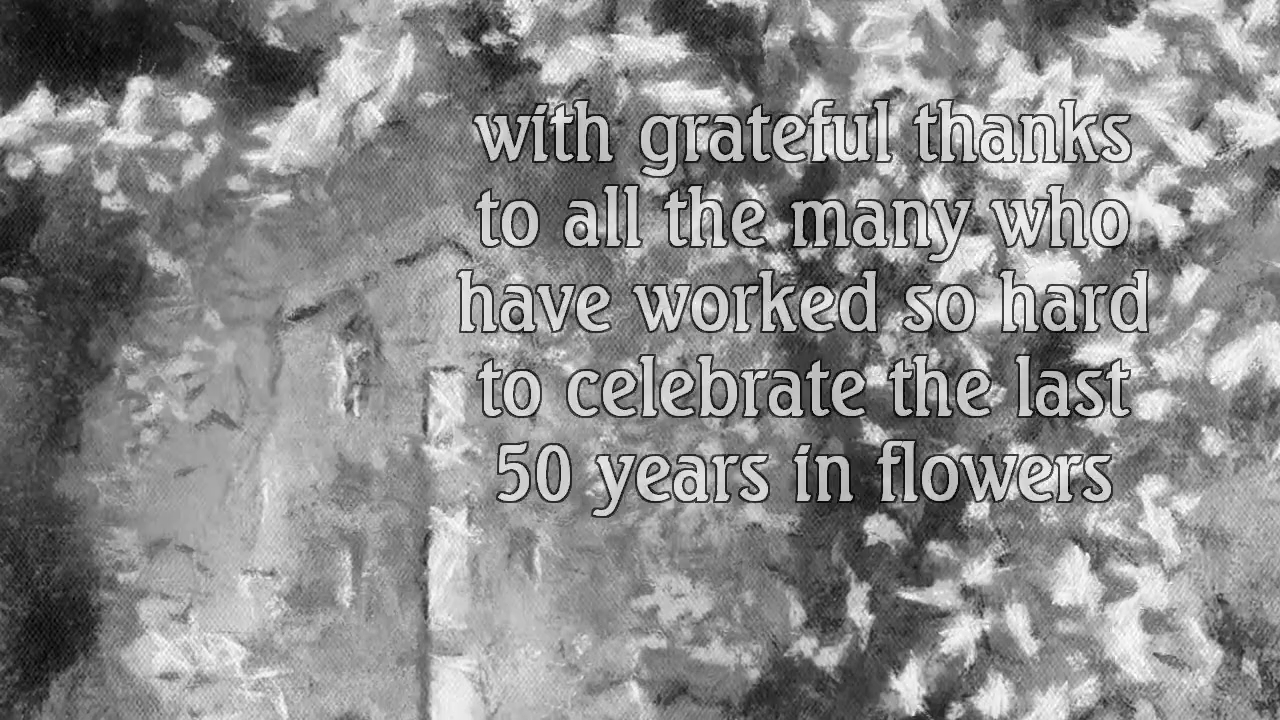 with grateful thanks
to all the many who
have worked so hard
to celebrate the last
50 years in flowers